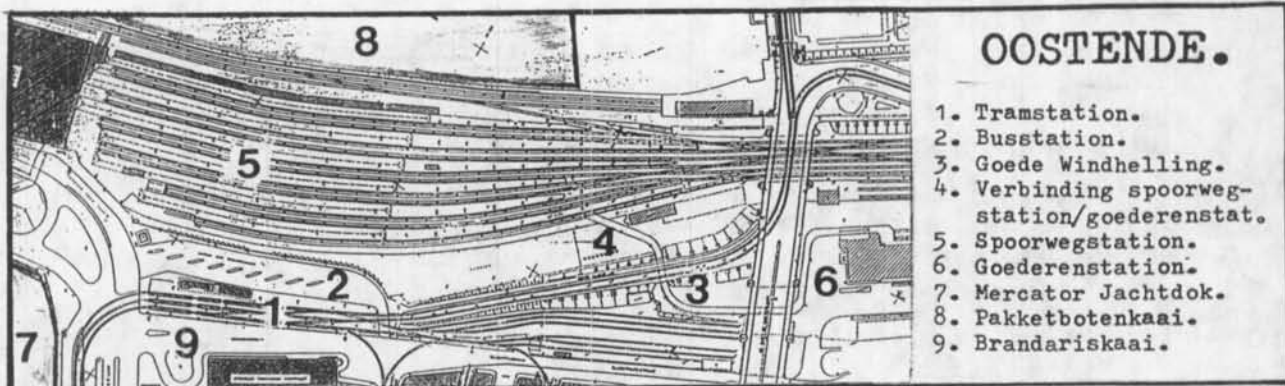 OOSTENDE.
1. Tramstation.
2. Busstation.
3. Goede Windhelling.
4. Verbinding spoorweg-
station/goederenstat.
5. Spoorwegstation.
6. Goederenstation.
7. Mercator Jachtdok.
8. Pakketbotenkaai.
9. Brandariskaai.
8
5
4
2
3
6
1
7
9